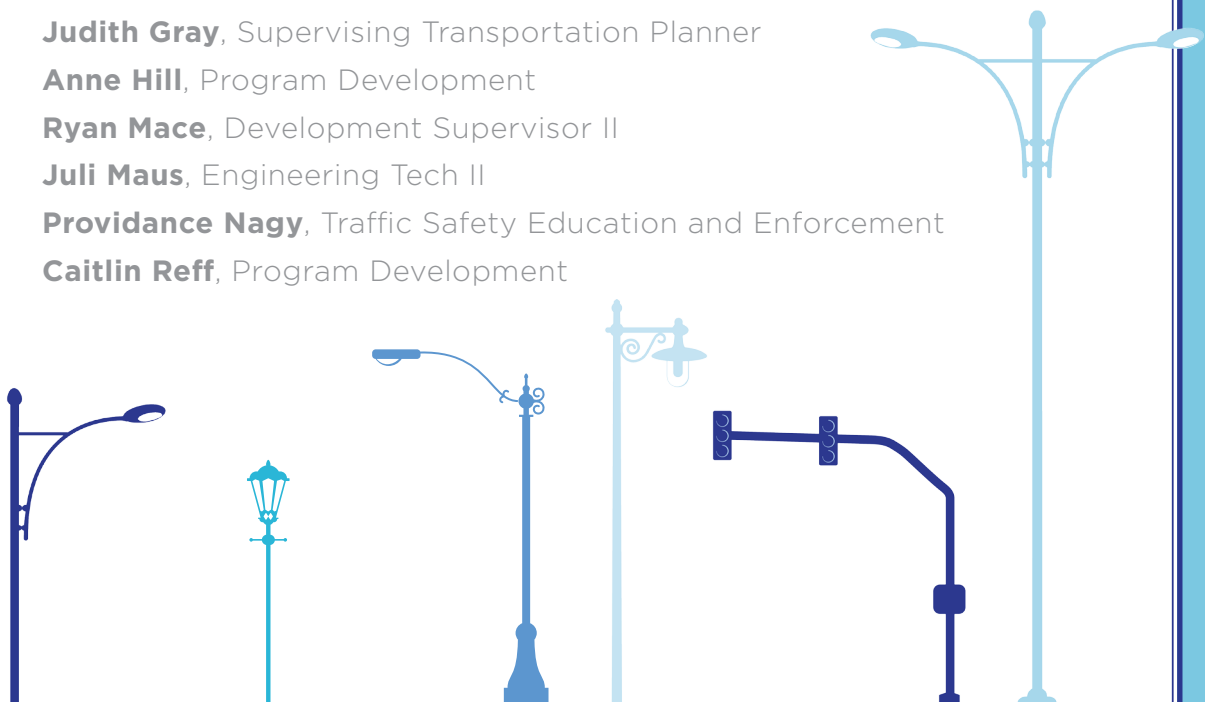 Judith Gray, Supervising Transportation Planner
Anne Hill, Program Development
Ryan Mace, Development Supervisor II
Juli Maus, Engineering Tech II
Providance Nagy, Traffic Safety Education and Enforcement
Caitlin Reff, Program Development